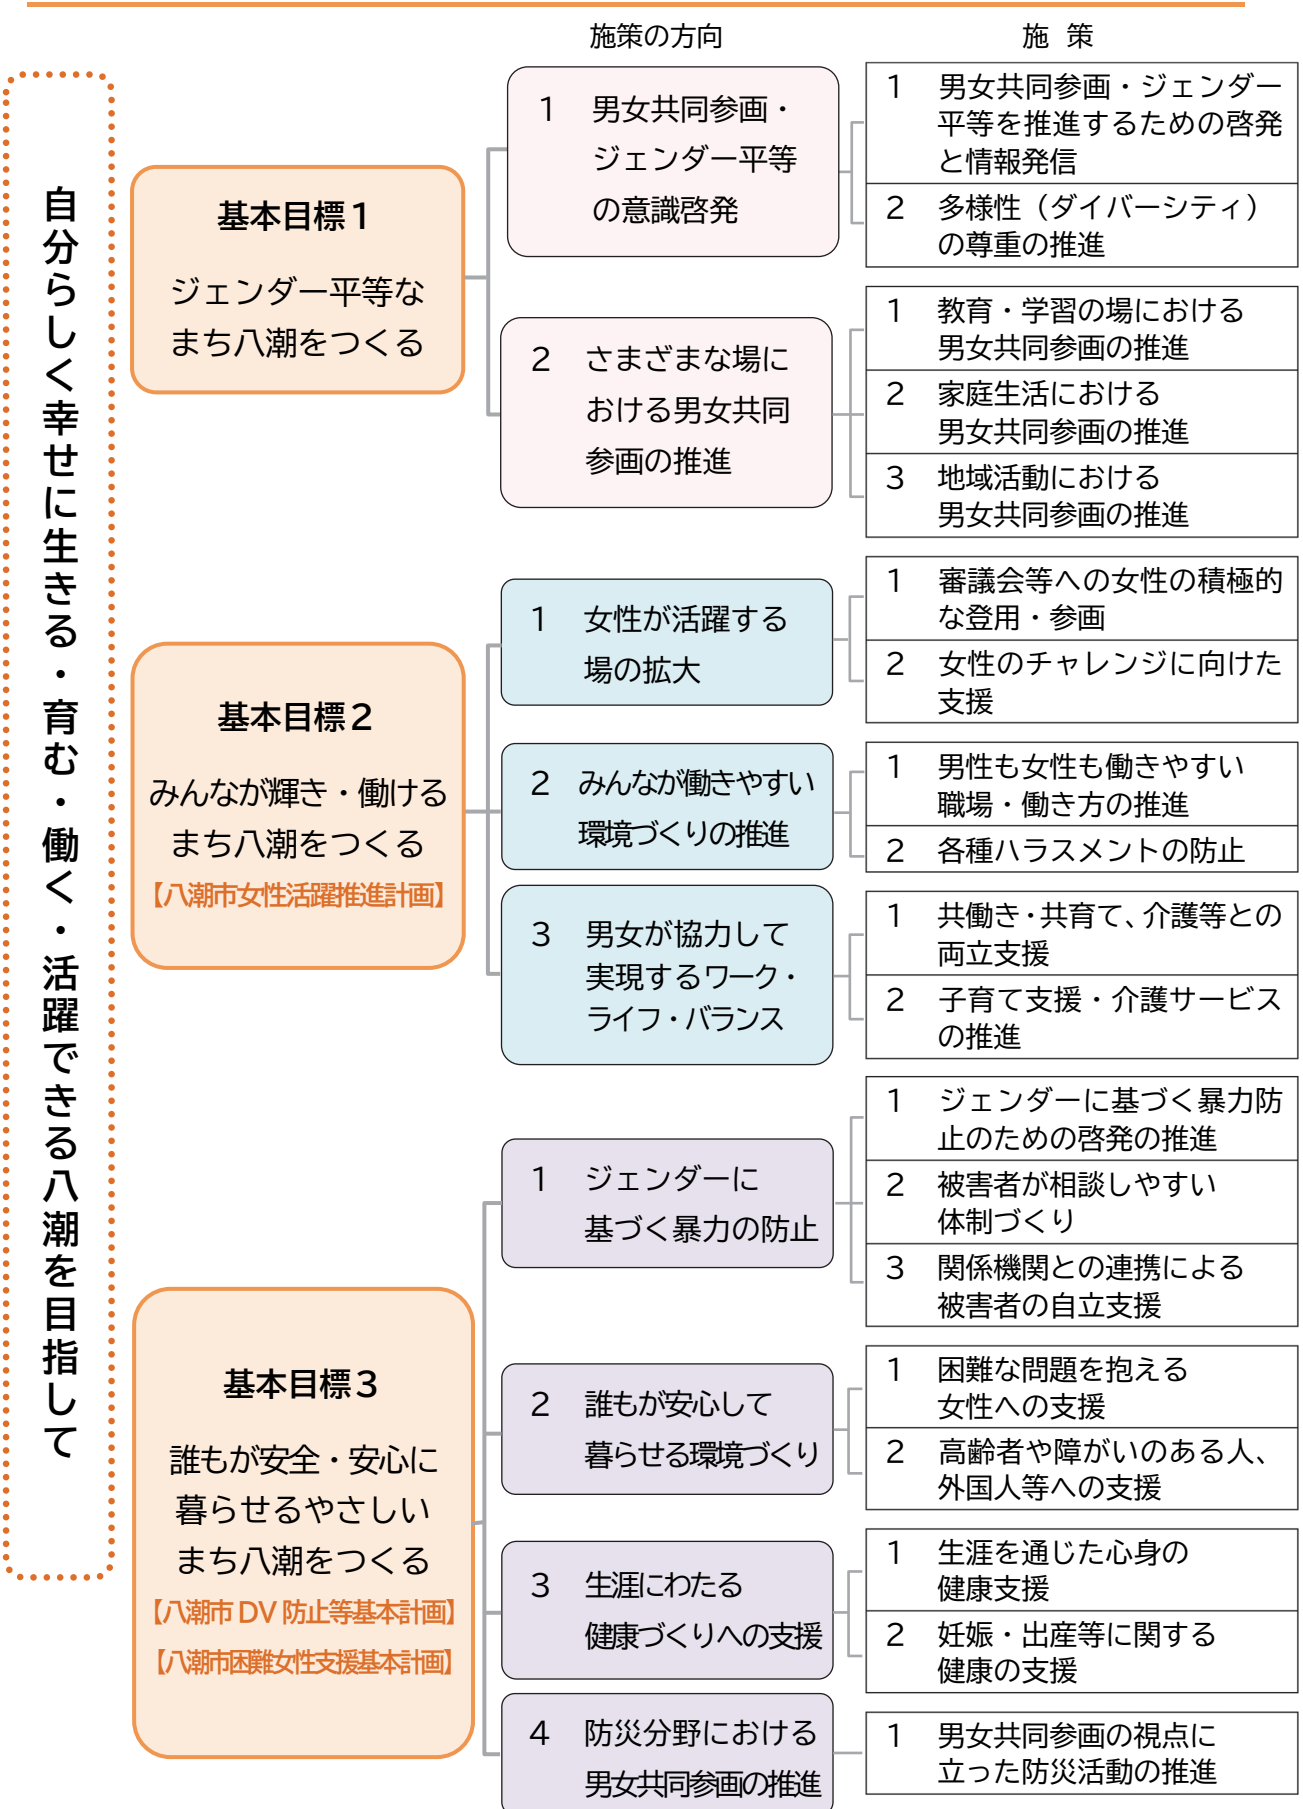 施策の方向
施 策
自分らしく幸せに生きる・育む・働く・活躍できる八潮を目指して
基本目標1
ジェンダー平等な
まち八潮をつくる
1 男女共同参画・
ジェンダー平等
の意識啓発
1 男女共同参画・ジェンダー
平等を推進するための啓発
と情報発信
2 多様性（ダイバーシティ）
の尊重の推進
2 さまざまな場に
おける男女共同
参画の推進
1 教育・学習の場における
男女共同参画の推進
2 家庭生活における
男女共同参画の推進
3 地域活動における
男女共同参画の推進
基本目標2
みんなが輝き・働ける
まち八潮をつくる
【八潮市女性活躍推進計画】
1 女性が活躍する
場の拡大
1 審議会等への女性の積極的
な登用・参画
2 女性のチャレンジに向けた
支援
2 みんなが働きやすい
環境づくりの推進
1 男性も女性も働きやすい
職場・働き方の推進
2 各種ハラスメントの防止
3 男女が協力して
実現するワーク・
ライフ・バランス
1 共働き・共育て、介護等との
両立支援
2 子育て支援・介護サービス
の推進
基本目標3
誰もが安全・安心に
暮らせるやさしい
まち八潮をつくる
【八潮市 DV 防止等基本計画】
【八潮市困難女性支援基本計画】
1 ジェンダーに
基づく暴力の防止
1 ジェンダーに基づく暴力防
止のための啓発の推進
2 被害者が相談しやすい
体制づくり
3 関係機関との連携による
被害者の自立支援
2 誰もが安心して
暮らせる環境づくり
1 困難な問題を抱える
女性への支援
2 高齢者や障がいのある人、
外国人等への支援
3 生涯にわたる
健康づくりへの支援
1 生涯を通じた心身の
健康支援
2 妊娠・出産等に関する
健康の支援
4 防災分野における
男女共同参画の推進
1 男女共同参画の視点に
立った防災活動の推進